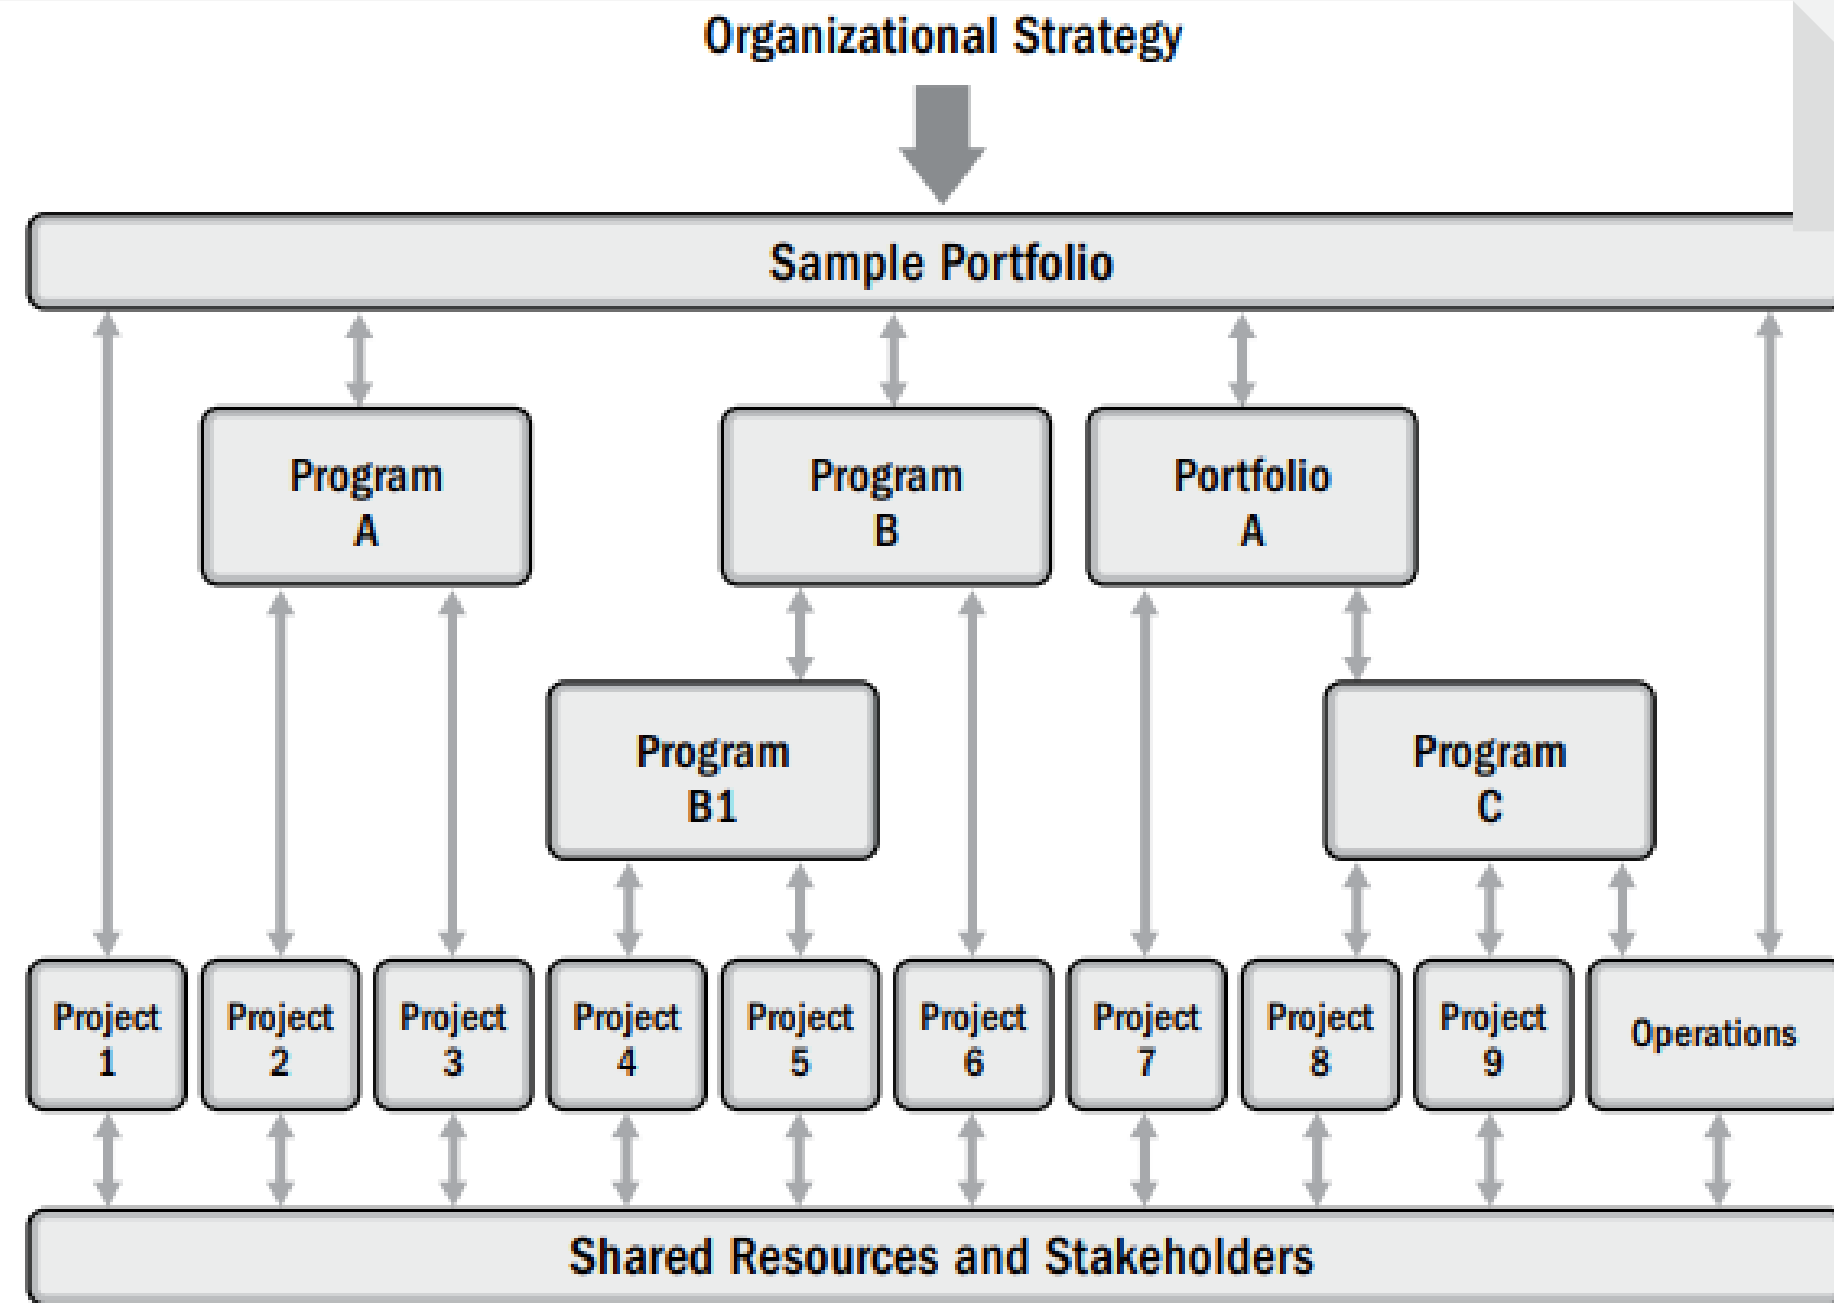 Organizational Strategy
Sample Portfolio
Program
A
Program
B
Portfolio
A
Program
B1
Program
C
Project
1
Project
2
Project
3
Project
4
Project
5
Project
6
Project
7
Project
8
Project
9
Operations
Shared Resources and Stakeholders